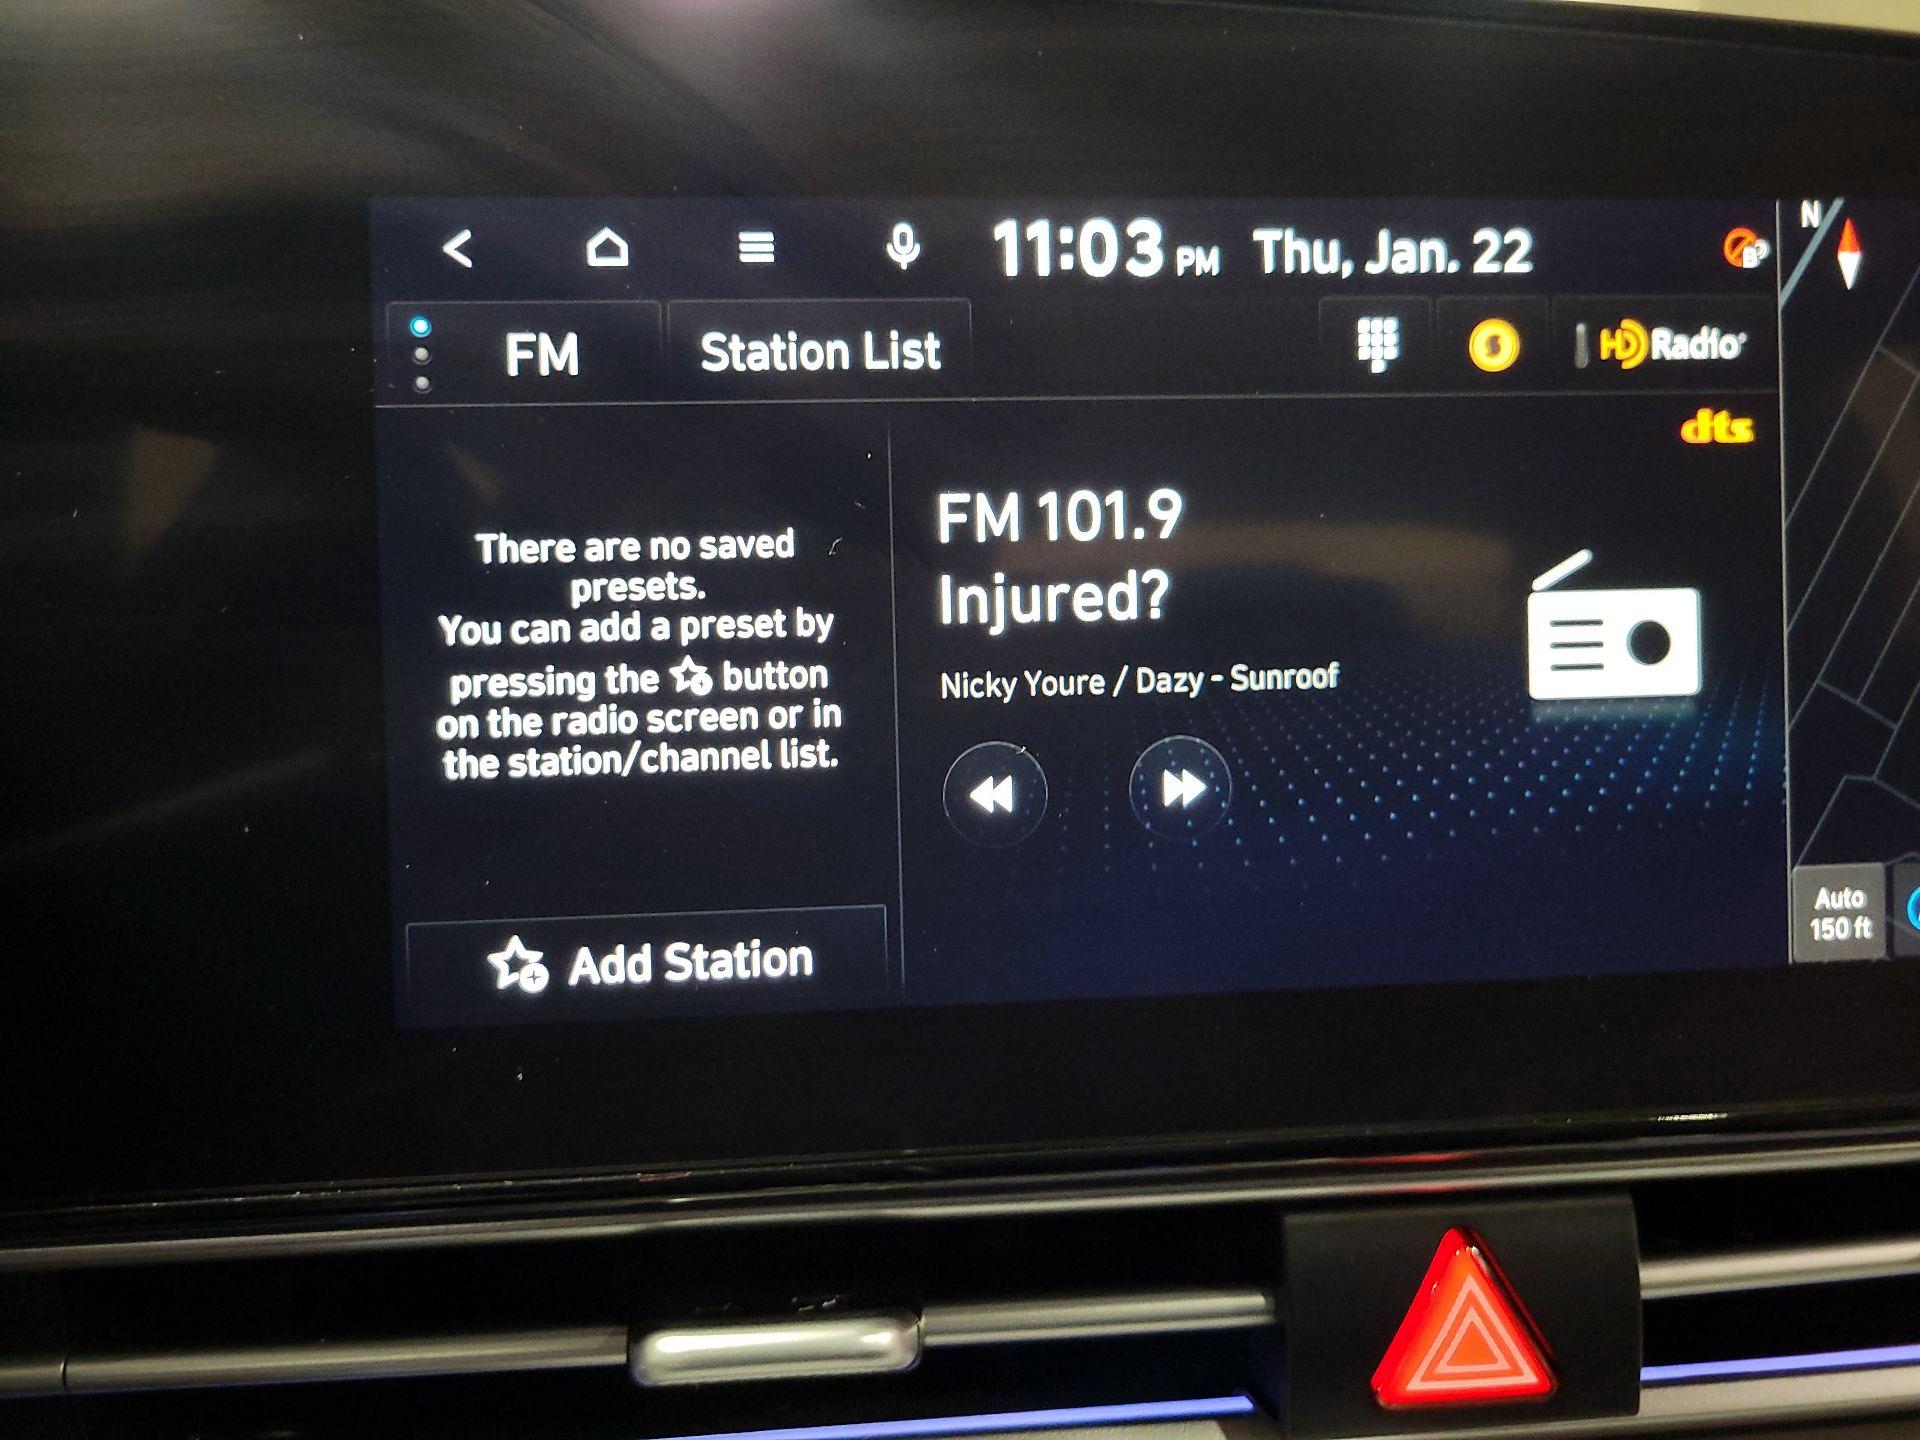 11:03 PM Thu, Jan. 22
N
FM
Station List
HD Radio
dts
There are no saved
presets.
You can add a preset by
pressing the button
on the radio screen or in
the station/channel list.
Add Station
FM 101.9
Injured?
Nicky Youre / Dazy - Sunroof
Auto
150 ft